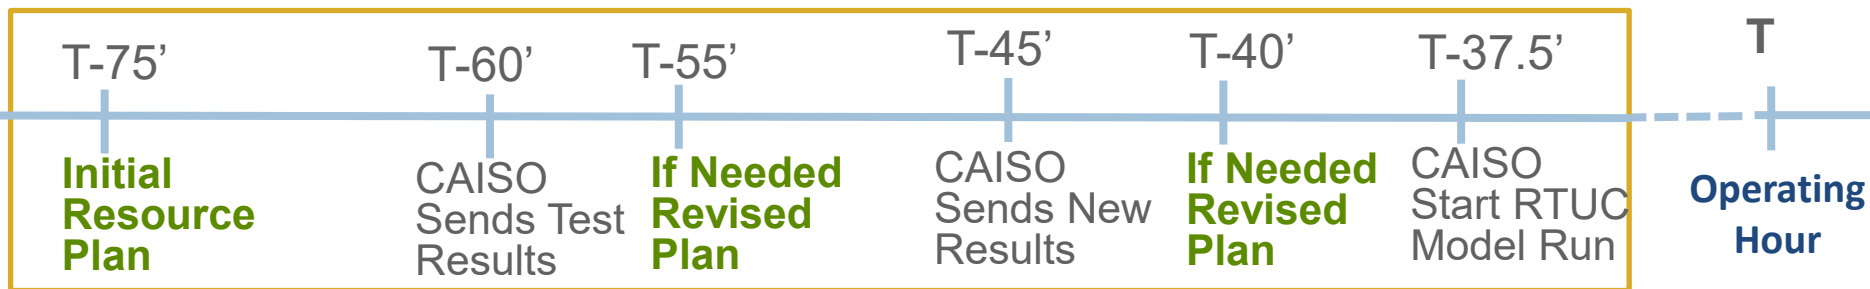 T-75’
T-60’
T-55’
T-45’
T-40’
T-37.5’
T
Initial
Resource
Plan
CAISO
Sends Test
Results
If Needed
Revised
Plan
CAISO
Sends New
Results
If Needed
Revised
Plan
CAISO
Start RTUC
Model Run
Operating
Hour